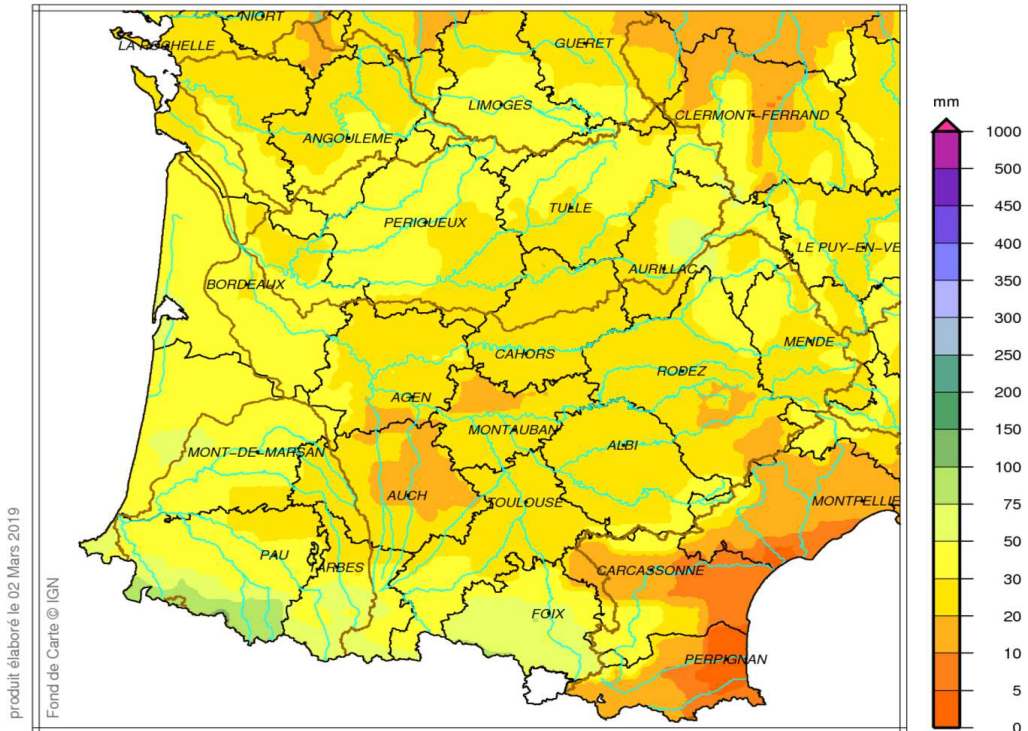 NIORT
LA ROCHELLE
GUERET
LIMOGES
CLERMONT-FERRAND
ANGOULEME
PERIGUEUX
TULLE
LE PUY-EN-VE
AURILLAC
BORDEAUX
MENDE
CAHORS
RODEZ
AGEN
MONTAUBAN
ALBI
MONT-DE-MARSAN
AUCH
TOULOUSE
MONTPELLIE
PAU
ARBES
CARCASSONNE
FOIX
PERPIGNAN
mm
1000
500
450
400
350
300
250
200
150
100
75
50
30
20
10
5
0
produit élaboré le 02 Mars 2019
Fond de Carte © IGN